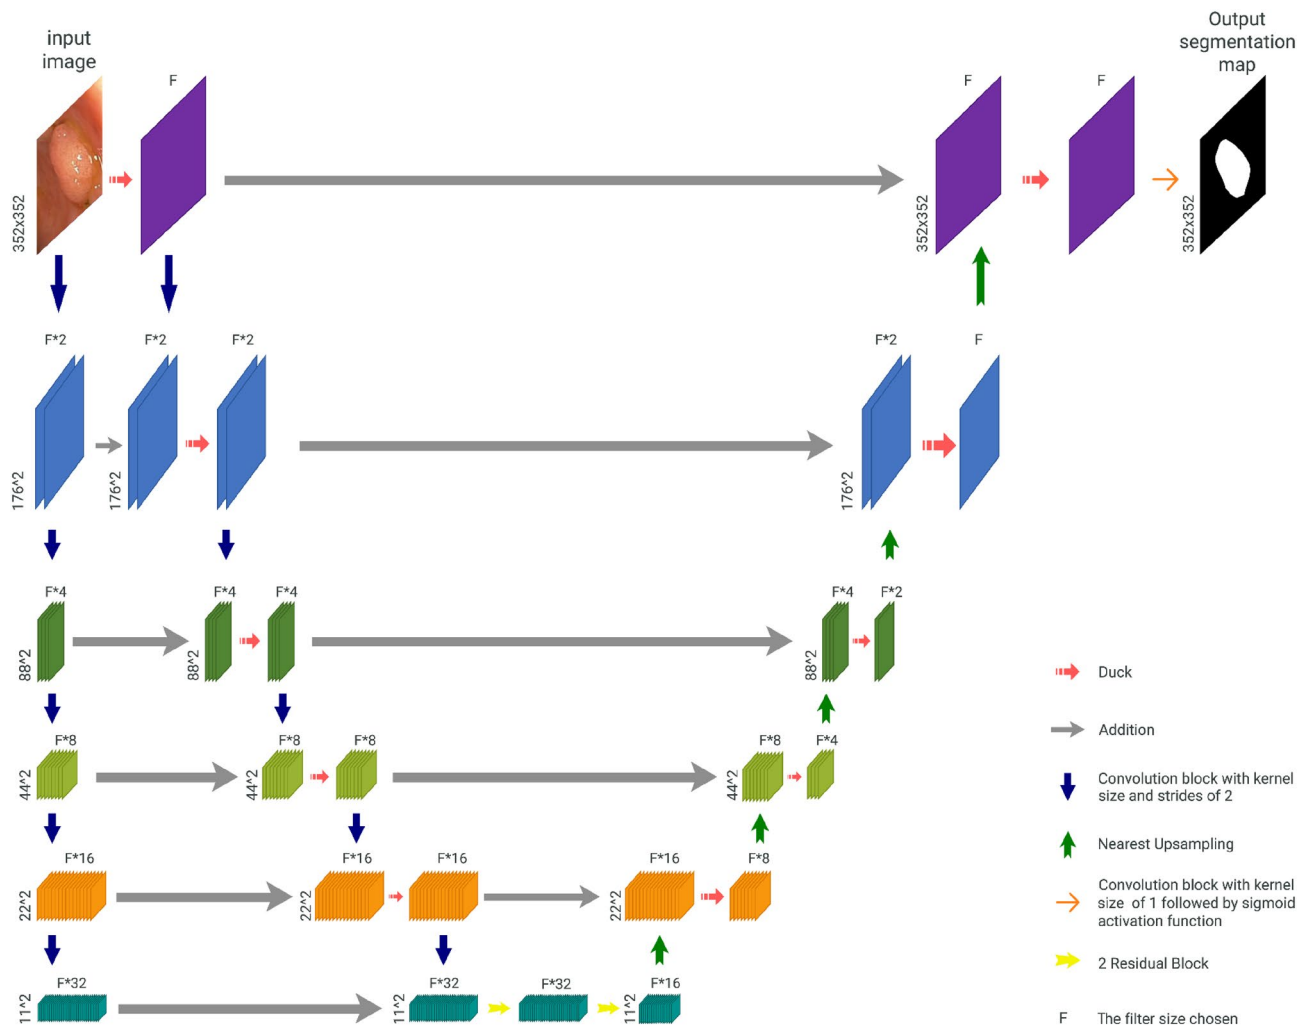 input
image
Output
segmentation
map
F
F
F
352x352
352x352
352x352
F*2
F*2
F*2
F*2
F
176^2
176^2
176^2
F*4
F*4
F*4
F*4
F*2
88^2
88^2
88^2
F*8
F*8
F*8
F*8
F*4
44^2
44^2
44^2
F*16
F*16
F*16
F*16
F*8
22^2
22^2
22^2
F*32
F*32
F*32
F*16
11^2
11^2
11^2
Duck
Addition
Convolution block with kernel
size and strides of 2
Nearest Upsampling
Convolution block with kernel
size of 1 followed by sigmoid
activation function
2 Residual Block
F The filter size chosen